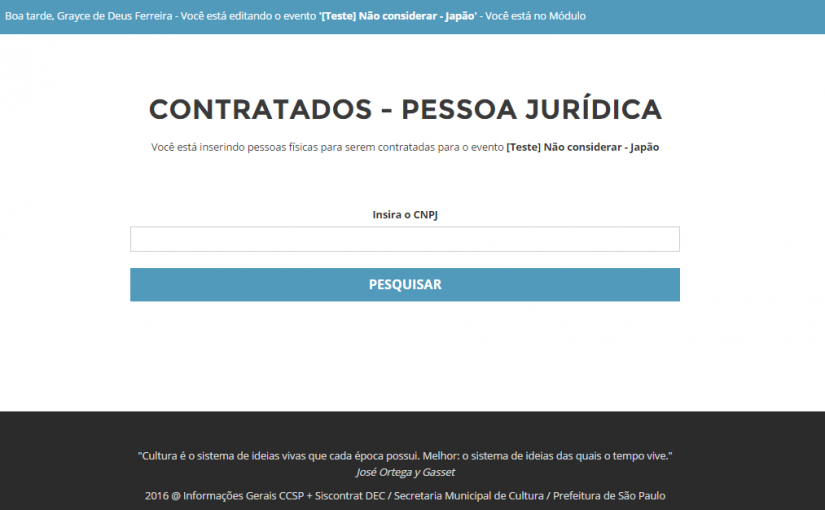 Boa tarde, Grayce de Deus Ferreira - Você está editando o evento '[Teste] Não considerar - Japão' - Você está no Módulo
CONTRATADOS - PESSOA JURÍDICA
Você está inserindo pessoas físicas para serem contratadas para o evento [Teste] Não considerar - Japão
Insira o CNPJ
PESQUISAR
"Cultura é o sistema de ideias vivas que cada época possui. Melhor: o sistema de ideias das quais o tempo vive."
José Ortega y Gasset
2016 @ Informações Gerais CCSP + Siscontrat DEC / Secretaria Municipal de Cultura / Prefeitura de São Paulo